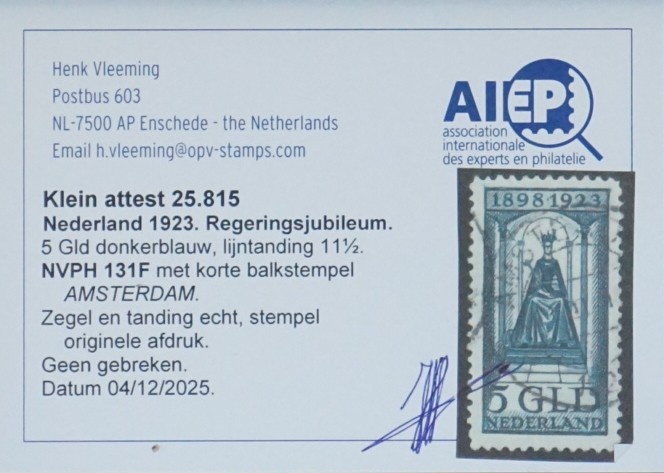 Henk Vleeming
Postbus 603
NL-7500 AP Enschede - the Netherlands
Email h.vleeming@opv-stamps.com
AIEP
association
internationale
des experts en philatélie
Klein attest 25.815
Nederland 1923. Regeringsjubileum.
5 Gld donkerblauw, lijntanding 11½.
NVPH 131F met korte balkstempel
AMSTERDAM.
Zegel en tanding echt, stempel
originele afdruk.
Geen gebreken.
Datum 04/12/2025.
1898 1923
5 GLD
NEDERLAND